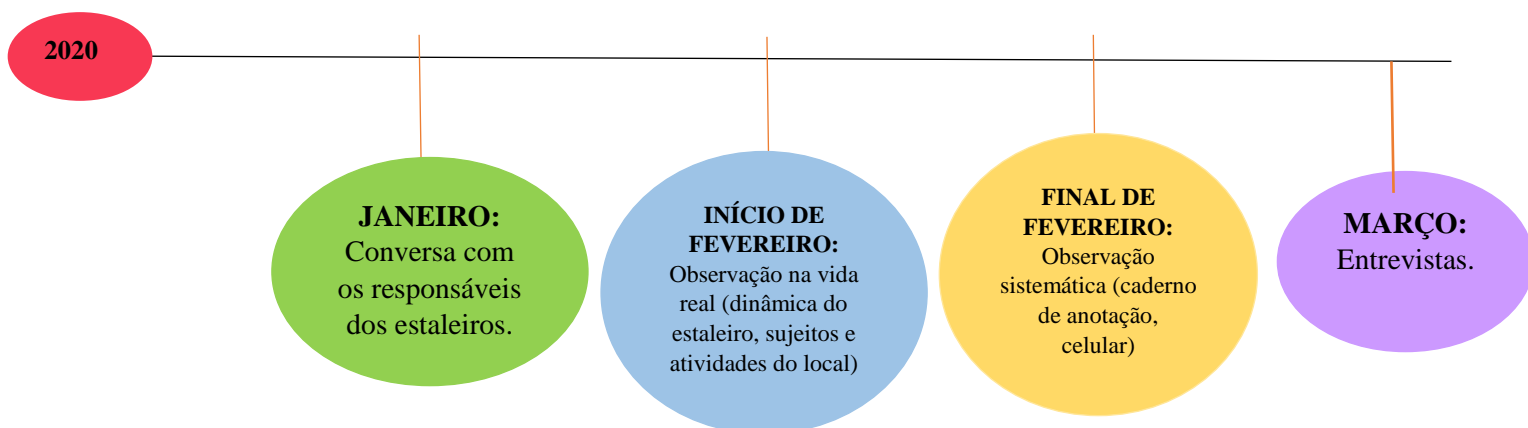 2020
JANEIRO:
Conversa com
os responsáveis
dos estaleiros.
INÍCIO DE
FEVEREIRO:
Observação na vida
real (dinâmica do
estaleiro, sujeitos e
atividades do local)
FINAL DE
FEVEREIRO:
Observação
sistemática (caderno
de anotação,
celular)
MARÇO:
Entrevistas.